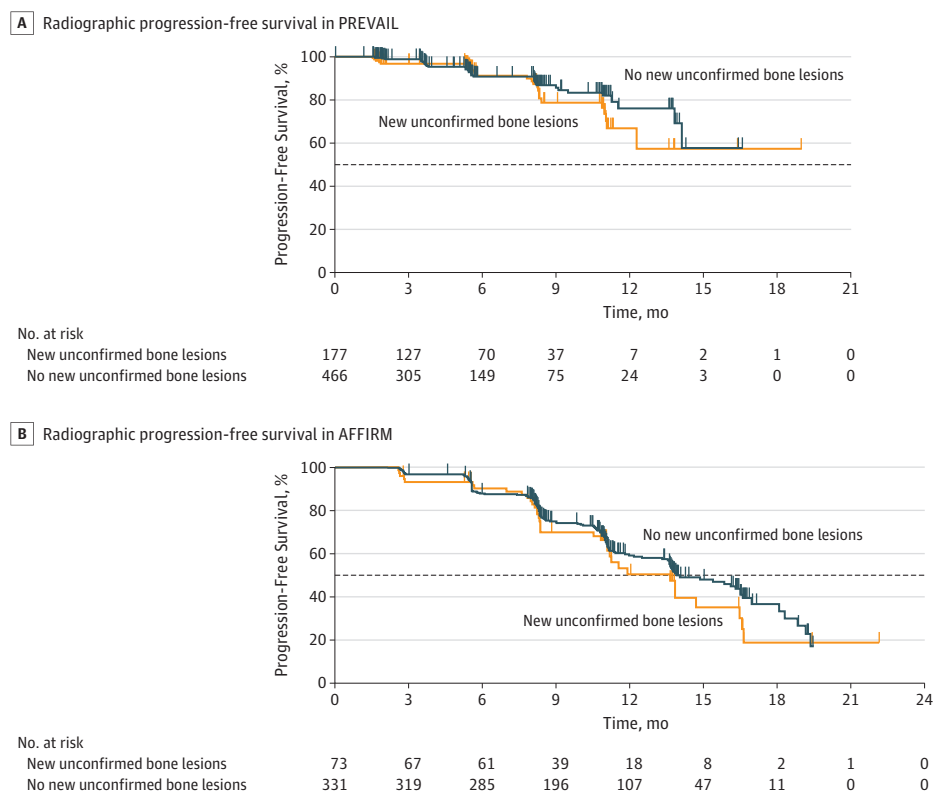 A Radiographic progression-free survival in PREVAIL
Progression-Free Survival, %
100
80
60
40
20
0
No new unconfirmed bone lesions
New unconfirmed bone lesions
0 3 6 9 12 15 18 21
Time, mo
No. at risk
New unconfirmed bone lesions 177 127 70 37 7 2 1 0
No new unconfirmed bone lesions 466 305 149 75 24 3 0 0
B Radiographic progression-free survival in AFFIRM
Progression-Free Survival, %
100
80
60
40
20
0
No new unconfirmed bone lesions
New unconfirmed bone lesions
0 3 6 9 12 15 18 21 24
Time, mo
No. at risk
New unconfirmed bone lesions 73 67 61 39 18 8 2 1 0
No new unconfirmed bone lesions 331 319 285 196 107 47 11 0 0